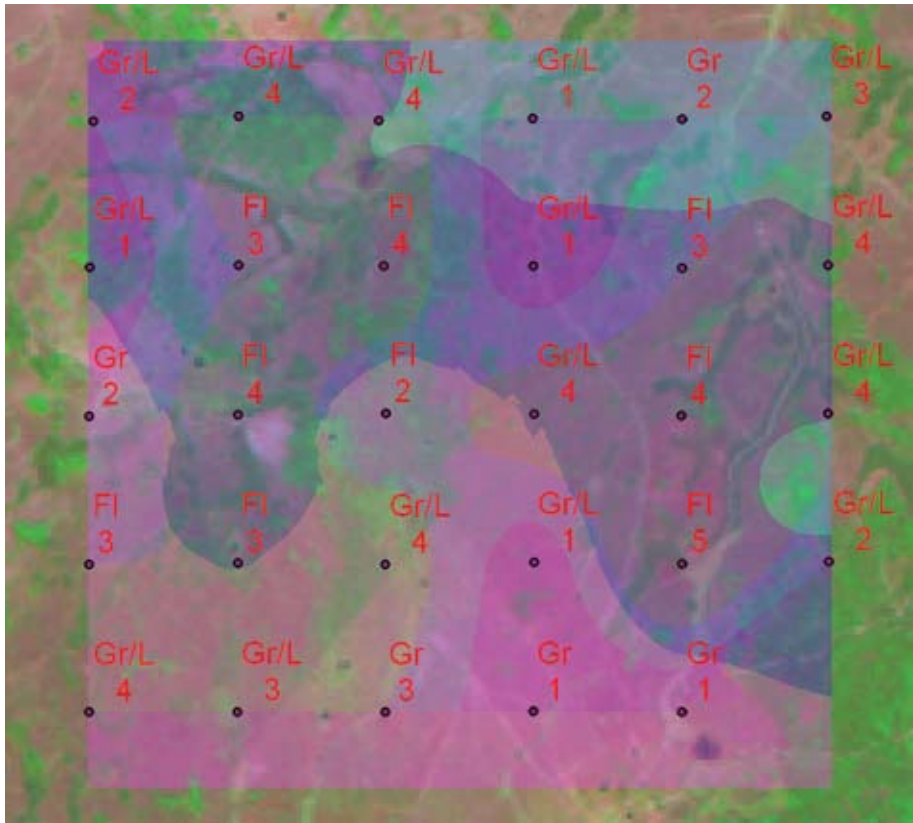 Gr/L Gr/L Gr/L Gr/L Gr Gr/L
2 4 4 1 2 3
Gr/L Fl Fl Gr/L Fl Gr/L
1 3 4 1 3 4
Gr Fl Fl Gr/L Fl Gr/L
2 4 2 4 4 4
Fl Fl Gr/L Gr/L Fl Gr/L
3 3 4 1 5 2
Gr/L Gr/L Gr Gr Gr
4 3 3 1 1